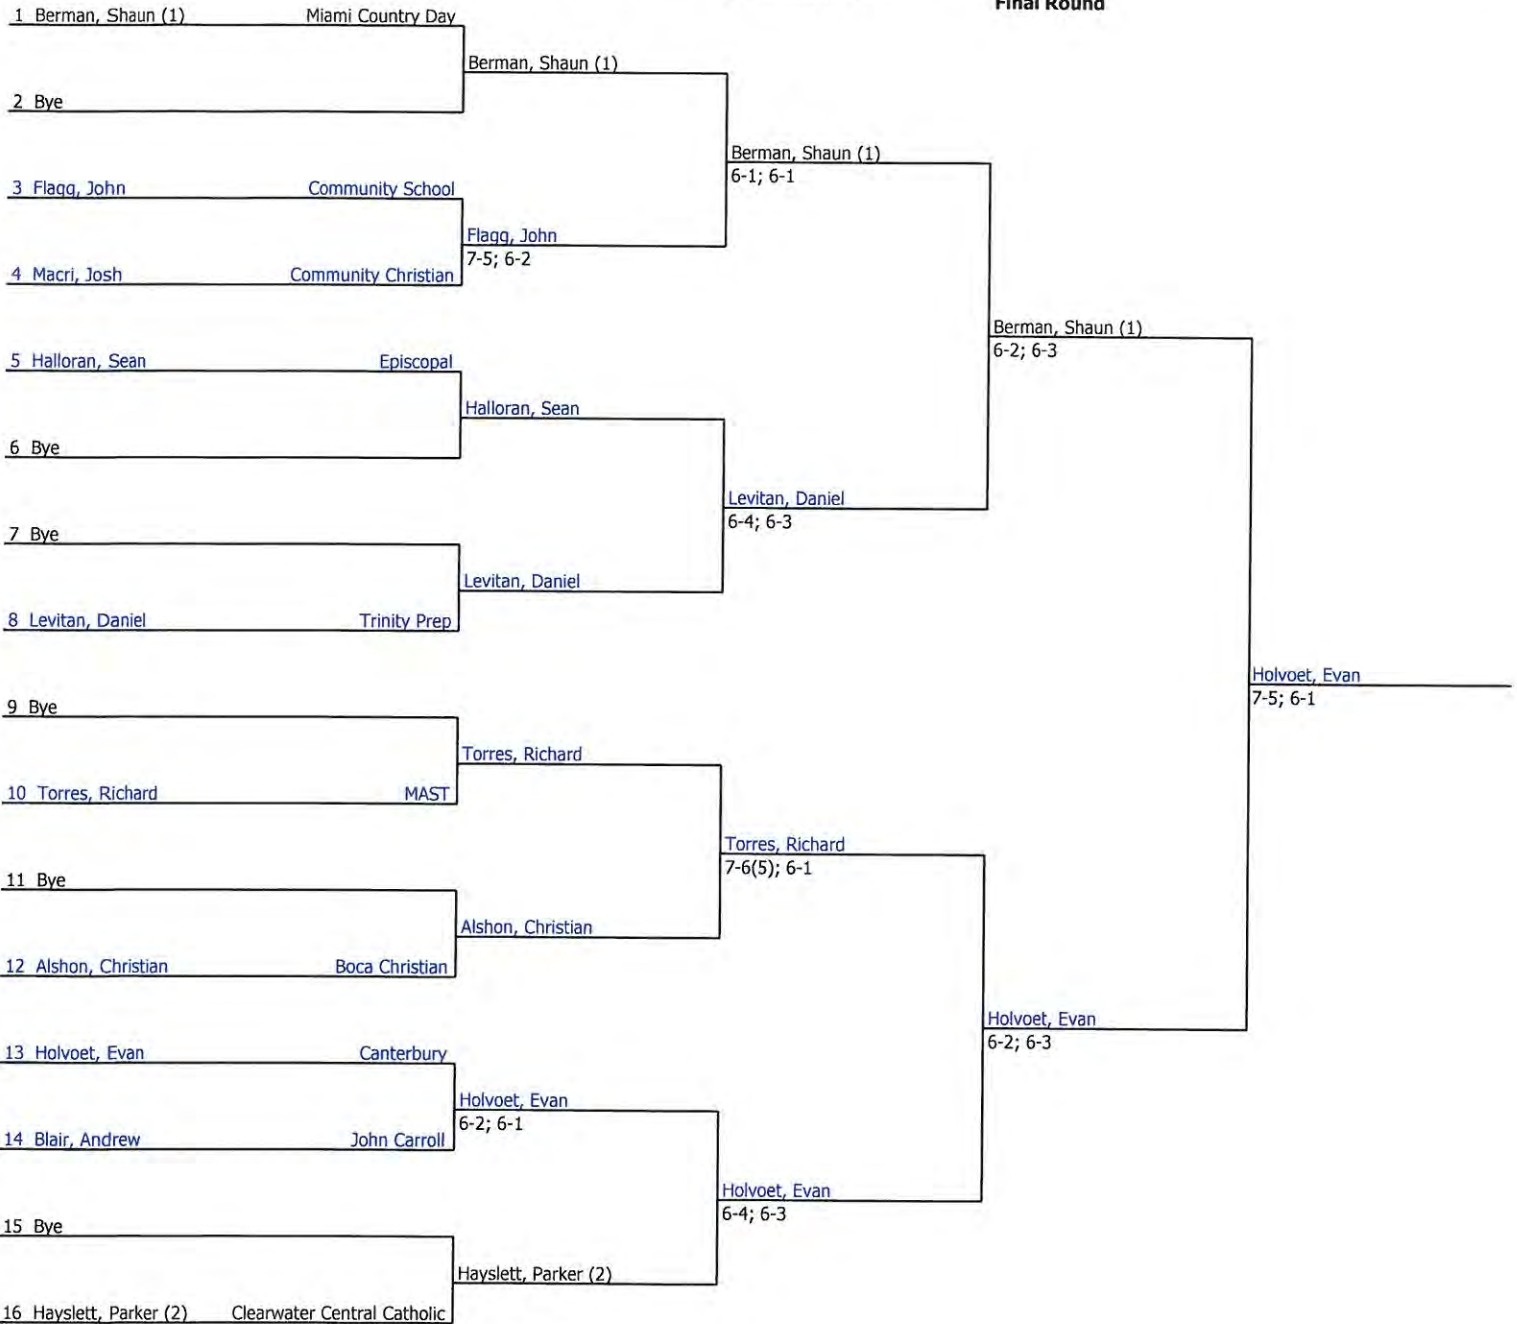 Final Round
1 Berman, Shaun (1) Miami Country Day
Berman, Shaun (1)
2 Bye
Berman, Shaun (1)
6-1; 6-1
3 Flagg, John Community School
Flagg, John
7-5; 6-2
4 Macri, Josh Community Christian
Berman, Shaun (1)
6-2; 6-3
5 Halloran, Sean Episcopal
Halloran, Sean
6 Bye
Levitan, Daniel
6-4; 6-3
7 Bye
Levitan, Daniel
8 Levitan, Daniel Trinity Prep
Holvoet, Evan
7-5; 6-1
9 Bye
Torres, Richard
10 Torres, Richard MAST
Torres, Richard
7-6(5); 6-1
11 Bye
Alshon, Christian
12 Alshon, Christian Boca Christian
Holvoet, Evan
6-2; 6-3
13 Holvoet, Evan Canterbury
Holvoet, Evan
6-2; 6-1
14 Blair, Andrew John Carroll
Holvoet, Evan
6-4; 6-3
15 Bye
Hayslett, Parker (2)
16 Hayslett, Parker (2) Clearwater Central Catholic